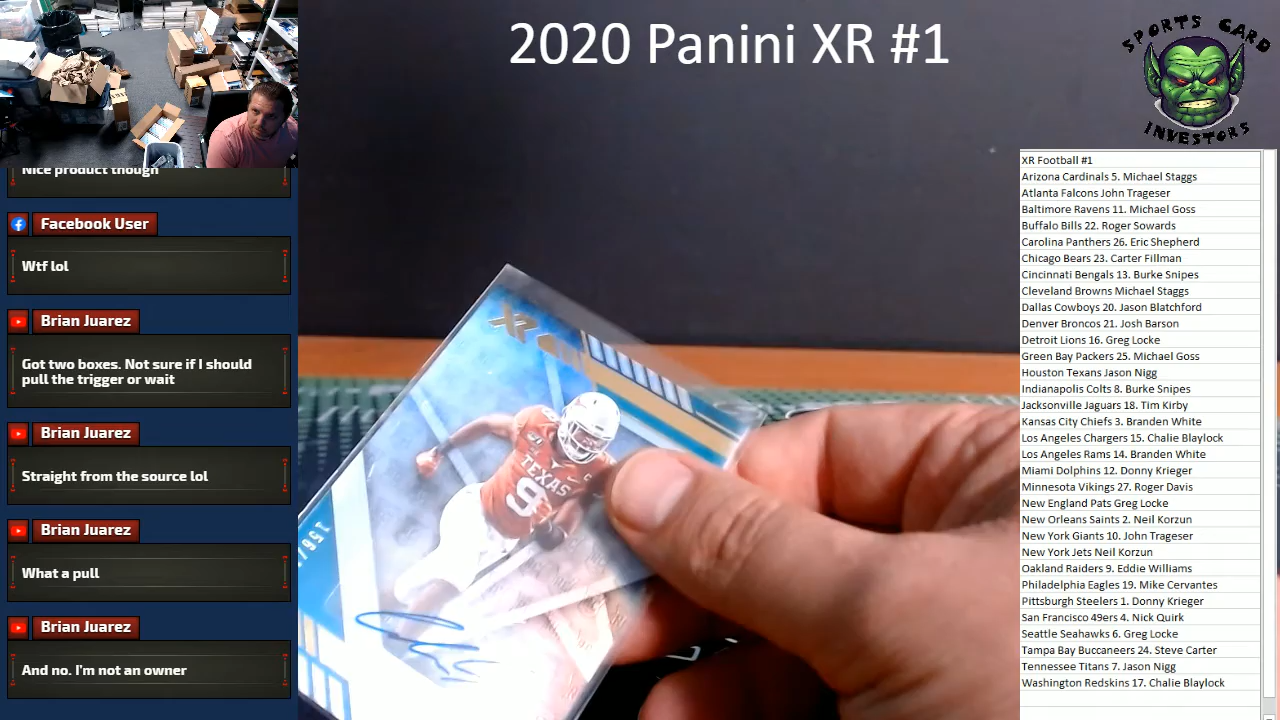 2020 Panini XR #1
SPORTS CARD
INVESTORS
Nice product though
Facebook User
Wtf lol
Brian Juarez
Got two boxes. Not sure if I should
pull the trigger or wait
Brian Juarez
Straight from the source lol
Brian Juarez
What a pull
Brian Juarez
And no. I'm not an owner
XR
TEXAS
9
156/
XR Football #1
Arizona Cardinals 5. Michael Staggs
Atlanta Falcons John Trageser
Baltimore Ravens 11. Michael Goss
Buffalo Bills 22. Roger Sowards
Carolina Panthers 26. Eric Shepherd
Chicago Bears 23. Carter Fillman
Cincinnati Bengals 13. Burke Snipes
Cleveland Browns Michael Staggs
Dallas Cowboys 20. Jason Blatchford
Denver Broncos 21. Josh Barson
Detroit Lions 16. Greg Locke
Green Bay Packers 25. Michael Goss
Houston Texans Jason Nigg
Indianapolis Colts 8. Burke Snipes
Jacksonville Jaguars 18. Tim Kirby
Kansas City Chiefs 3. Branden White
Los Angeles Chargers 15. Chalie Blaylock
Los Angeles Rams 14. Branden White
Miami Dolphins 12. Donny Krieger
Minnesota Vikings 27. Roger Davis
New England Pats Greg Locke
New Orleans Saints 2. Neil Korzun
New York Giants 10. John Trageser
New York Jets Neil Korzun
Oakland Raiders 9. Eddie Williams
Philadelphia Eagles 19. Mike Cervantes
Pittsburgh Steelers 1. Donny Krieger
San Francisco 49ers 4. Nick Quirk
Seattle Seahawks 6. Greg Locke
Tampa Bay Buccaneers 24. Steve Carter
Tennessee Titans 7. Jason Nigg
Washington Redskins 17. Chalie Blaylock